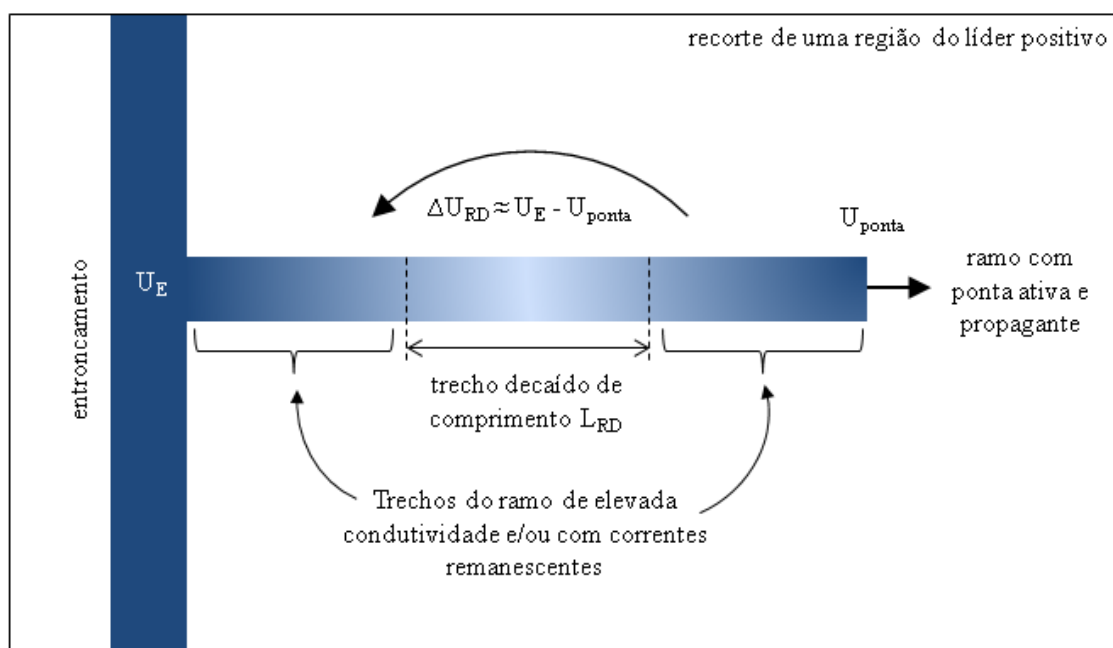 recorte de uma região do líder positivo
ΔU_RD ≈ U_E - U_ponta
U_ponta
entroncamento
U_E
ramo com
ponta ativa e
propagante
trecho decaído de
comprimento L_RD
Trechos do ramo de elevada
condutividade e/ou com correntes
remanescentes